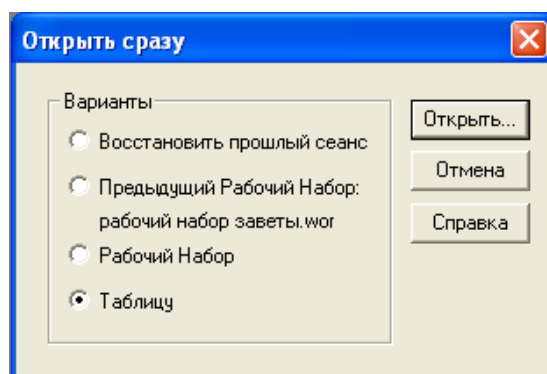 Открыть сразу
Варианты
Восстановить прошлый сеанс
Предыдущий Рабочий Набор:
рабочий набор заветы.wor
Рабочий Набор
Таблицу
Открыть...
Отмена
Справка